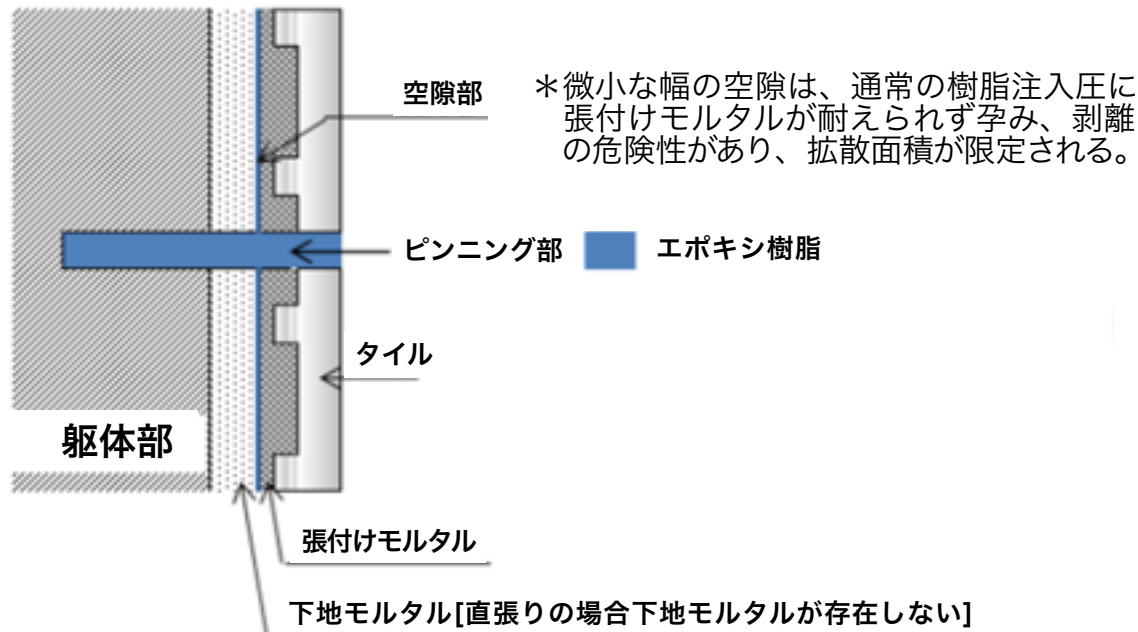 空隙部
＊微小な幅の空隙は、通常の樹脂注入圧に
張付けモルタルが耐えられず孕み、剥離
の危険性があり、拡散面積が限定される。
ピンニング部
エポキシ樹脂
タイル
躯体部
張付けモルタル
下地モルタル[直張りの場合下地モルタルが存在しない]